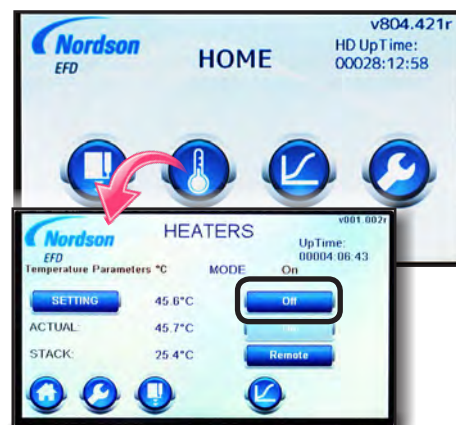 Nordson
EFD
HOME
v804.421r
HD UpTime:
00028:12:58
Nordson
EFD
HEATERS
v001.002r
UpTime:
00004:06:43
Temperature Parameters °C
MODE
On
SETTING
45.6°C
Off
ACTUAL:
45.7°C
On
STACK:
25.4°C
Remote